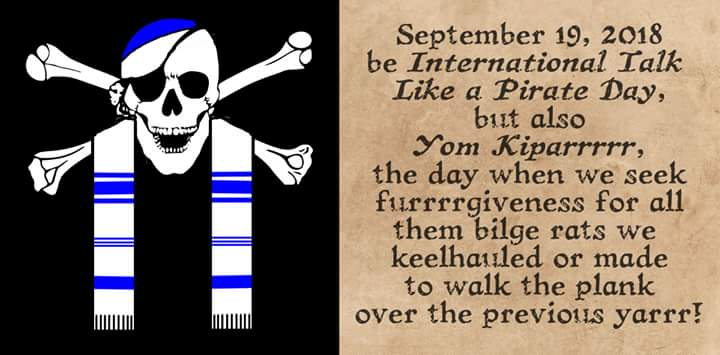 September 19, 2018
be International Talk
Like a Pirate Day,
but also
Yom Kiparrrrr,
the day when we seek
furrrrgiveness for all
them bilge rats we
keelhauled or made
to walk the plank
over the previous yarrr!